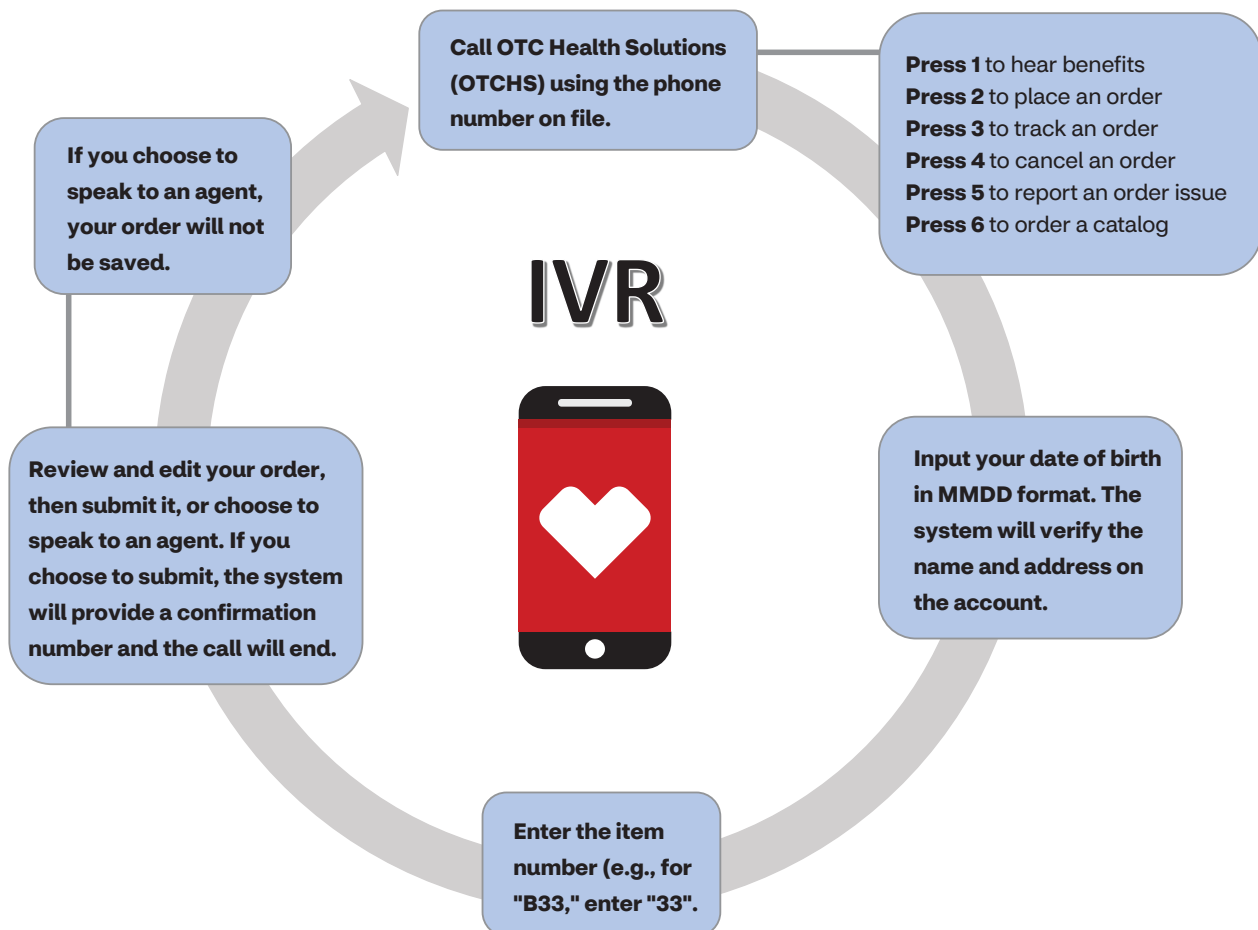 Call OTC Health Solutions
(OTCHS) using the phone
number on file.
Press 1 to hear benefits
Press 2 to place an order
Press 3 to track an order
Press 4 to cancel an order
Press 5 to report an order issue
Press 6 to order a catalog
Input your date of birth
in MMDD format. The
system will verify the
name and address on
the account.
Enter the item
number (e.g., for
"B33," enter "33".
Review and edit your order,
then submit it, or choose to
speak to an agent. If you
choose to submit, the system
will provide a confirmation
number and the call will end.
If you choose to
speak to an agent,
your order will not
be saved.
IVR